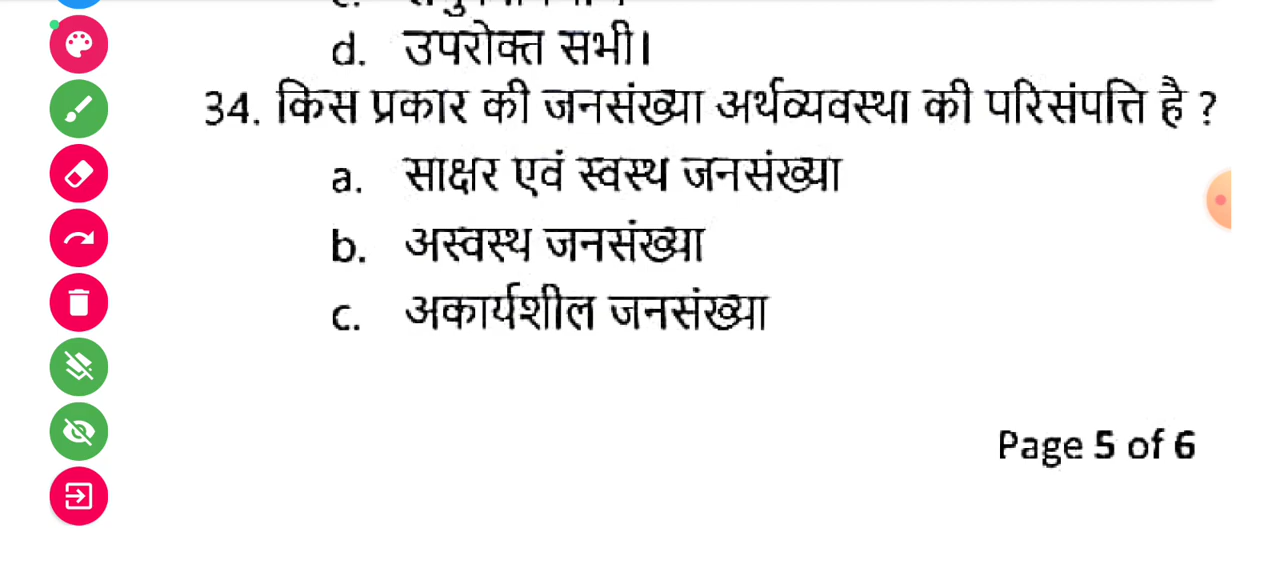 d. उपरोक्त सभी।
34. किस प्रकार की जनसंख्या अर्थव्यवस्था की परिसंपत्ति है ?
a. साक्षर एवं स्वस्थ जनसंख्या
b. अस्वस्थ जनसंख्या
c. अकार्यशील जनसंख्या
Page 5 of 6